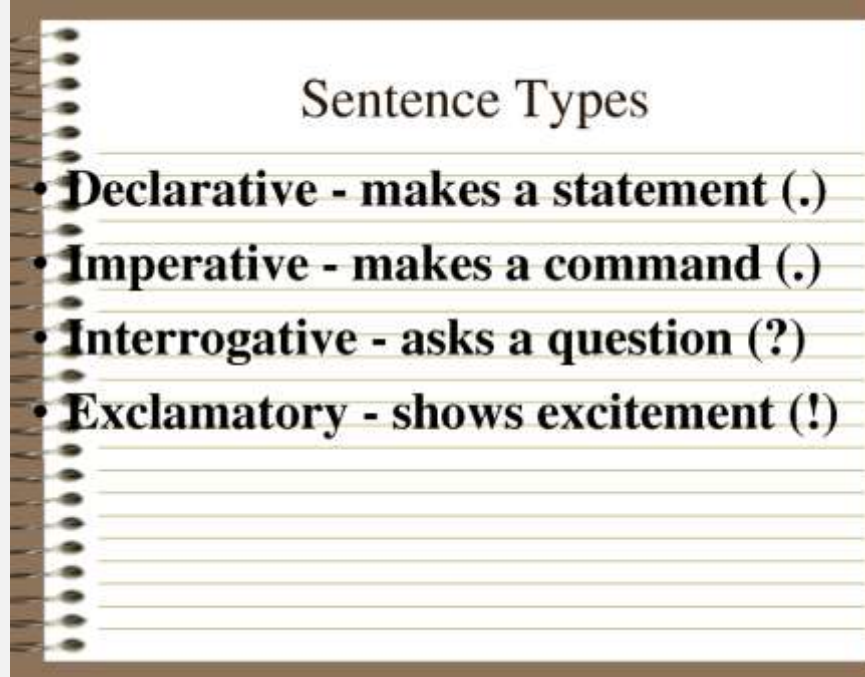 Sentence Types
• Declarative - makes a statement (.)
• Imperative - makes a command (.)
• Interrogative - asks a question (?)
• Exclamatory - shows excitement (!)